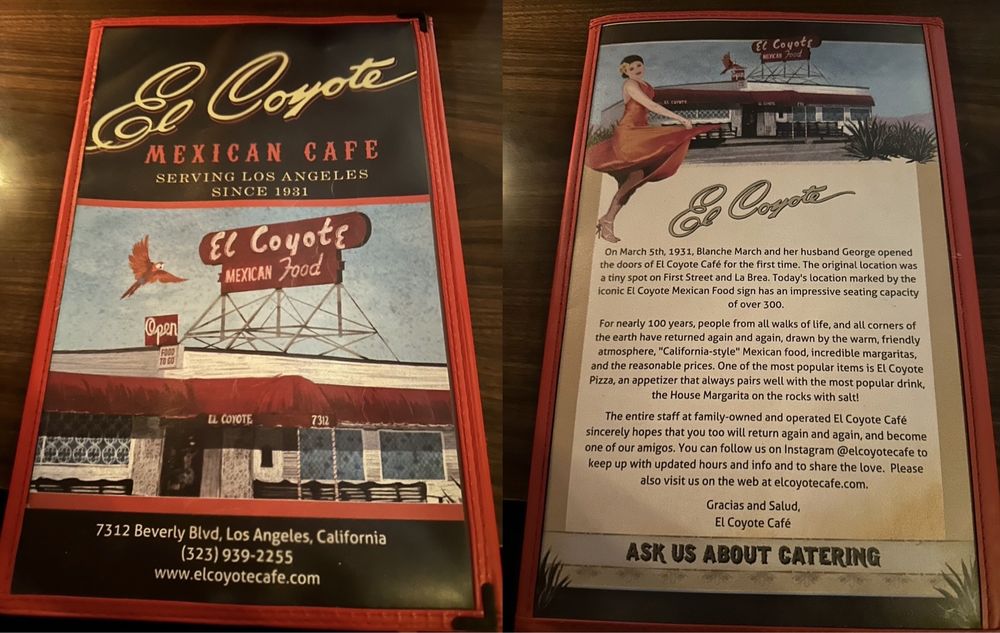 El Coyote
MEXICAN CAFE
SERVING LOS ANGELES
SINCE 1931
El Coyote
MEXICAN Food
Open
FOOD
TO GO
EL COYOTE 7312
7312 Beverly Blvd, Los Angeles, California
(323) 939-2255
www.elcoyotecafe.com
El Coyote
MEXICAN Food
EL COYOTE
El Coyote
On March 5th, 1931, Blanche March and her husband George opened
the doors of El Coyote Café for the first time. The original location was
a tiny spot on First Street and La Brea. Today's location marked by the
iconic El Coyote Mexican Food sign has an impressive seating capacity
of over 300.
For nearly 100 years, people from all walks of life, and all corners of
the earth have returned again and again, drawn by the warm, friendly
atmosphere, "California-style" Mexican food, incredible margaritas,
and the reasonable prices. One of the most popular items is El Coyote
Pizza, an appetizer that always pairs well with the most popular drink,
the House Margarita on the rocks with salt!
The entire staff at family-owned and operated El Coyote Café
sincerely hopes that you too will return again and again, and become
one of our amigos. You can follow us on Instagram @elcoyotecafe to
keep up with updated hours and info and to share the love. Please
also visit us on the web at elcoyotecafe.com.
Gracias and Salud,
El Coyote Café
ASK US ABOUT CATERING